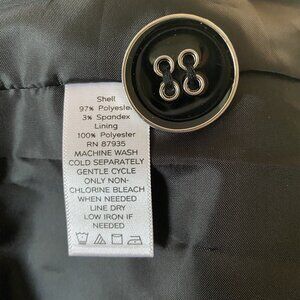 Shell
97% Polyester
3% Spandex
Lining
100% Polyester
RN 87935
MACHINE WASH
COLD SEPARATELY
GENTLE CYCLE
ONLY NON-
CHLORINE BLEACH
WHEN NEEDED
LINE DRY
LOW IRON IF
NEEDED